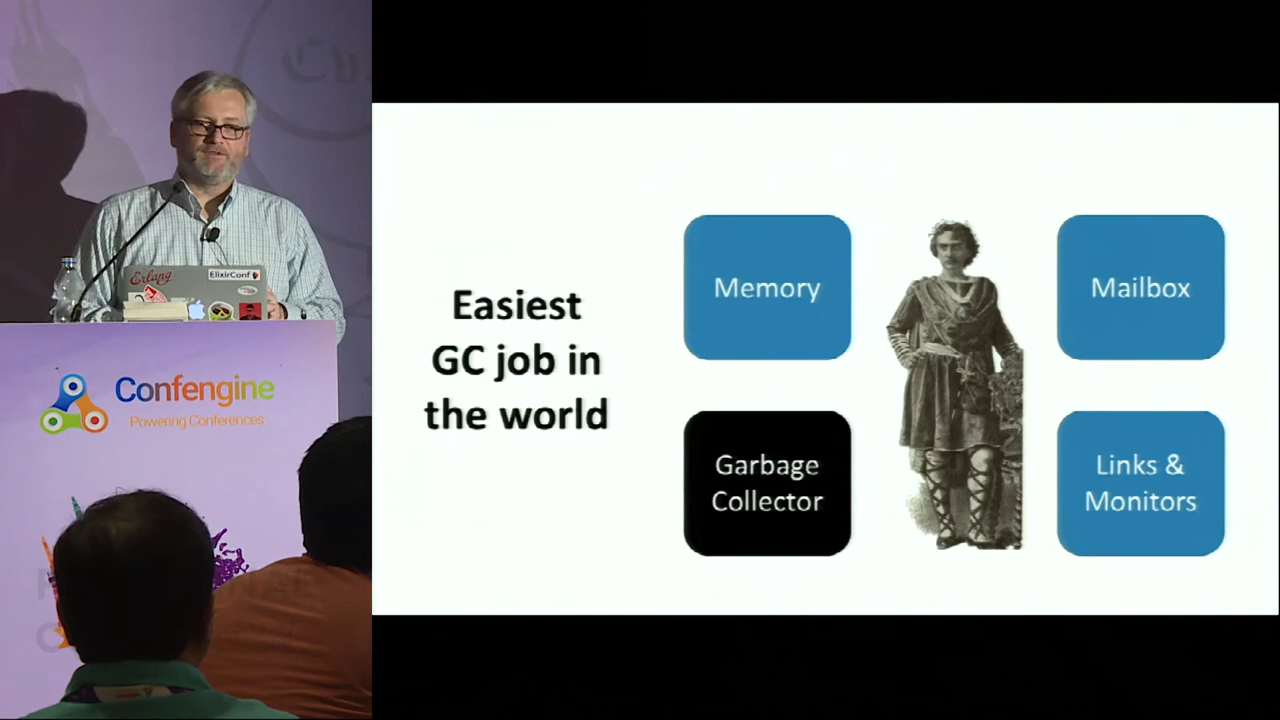 Erlang
ElixirConf
Confengine
Powering Conferences
Easiest
GC job in
the world
Memory
Mailbox
Garbage
Collector
Links &
Monitors